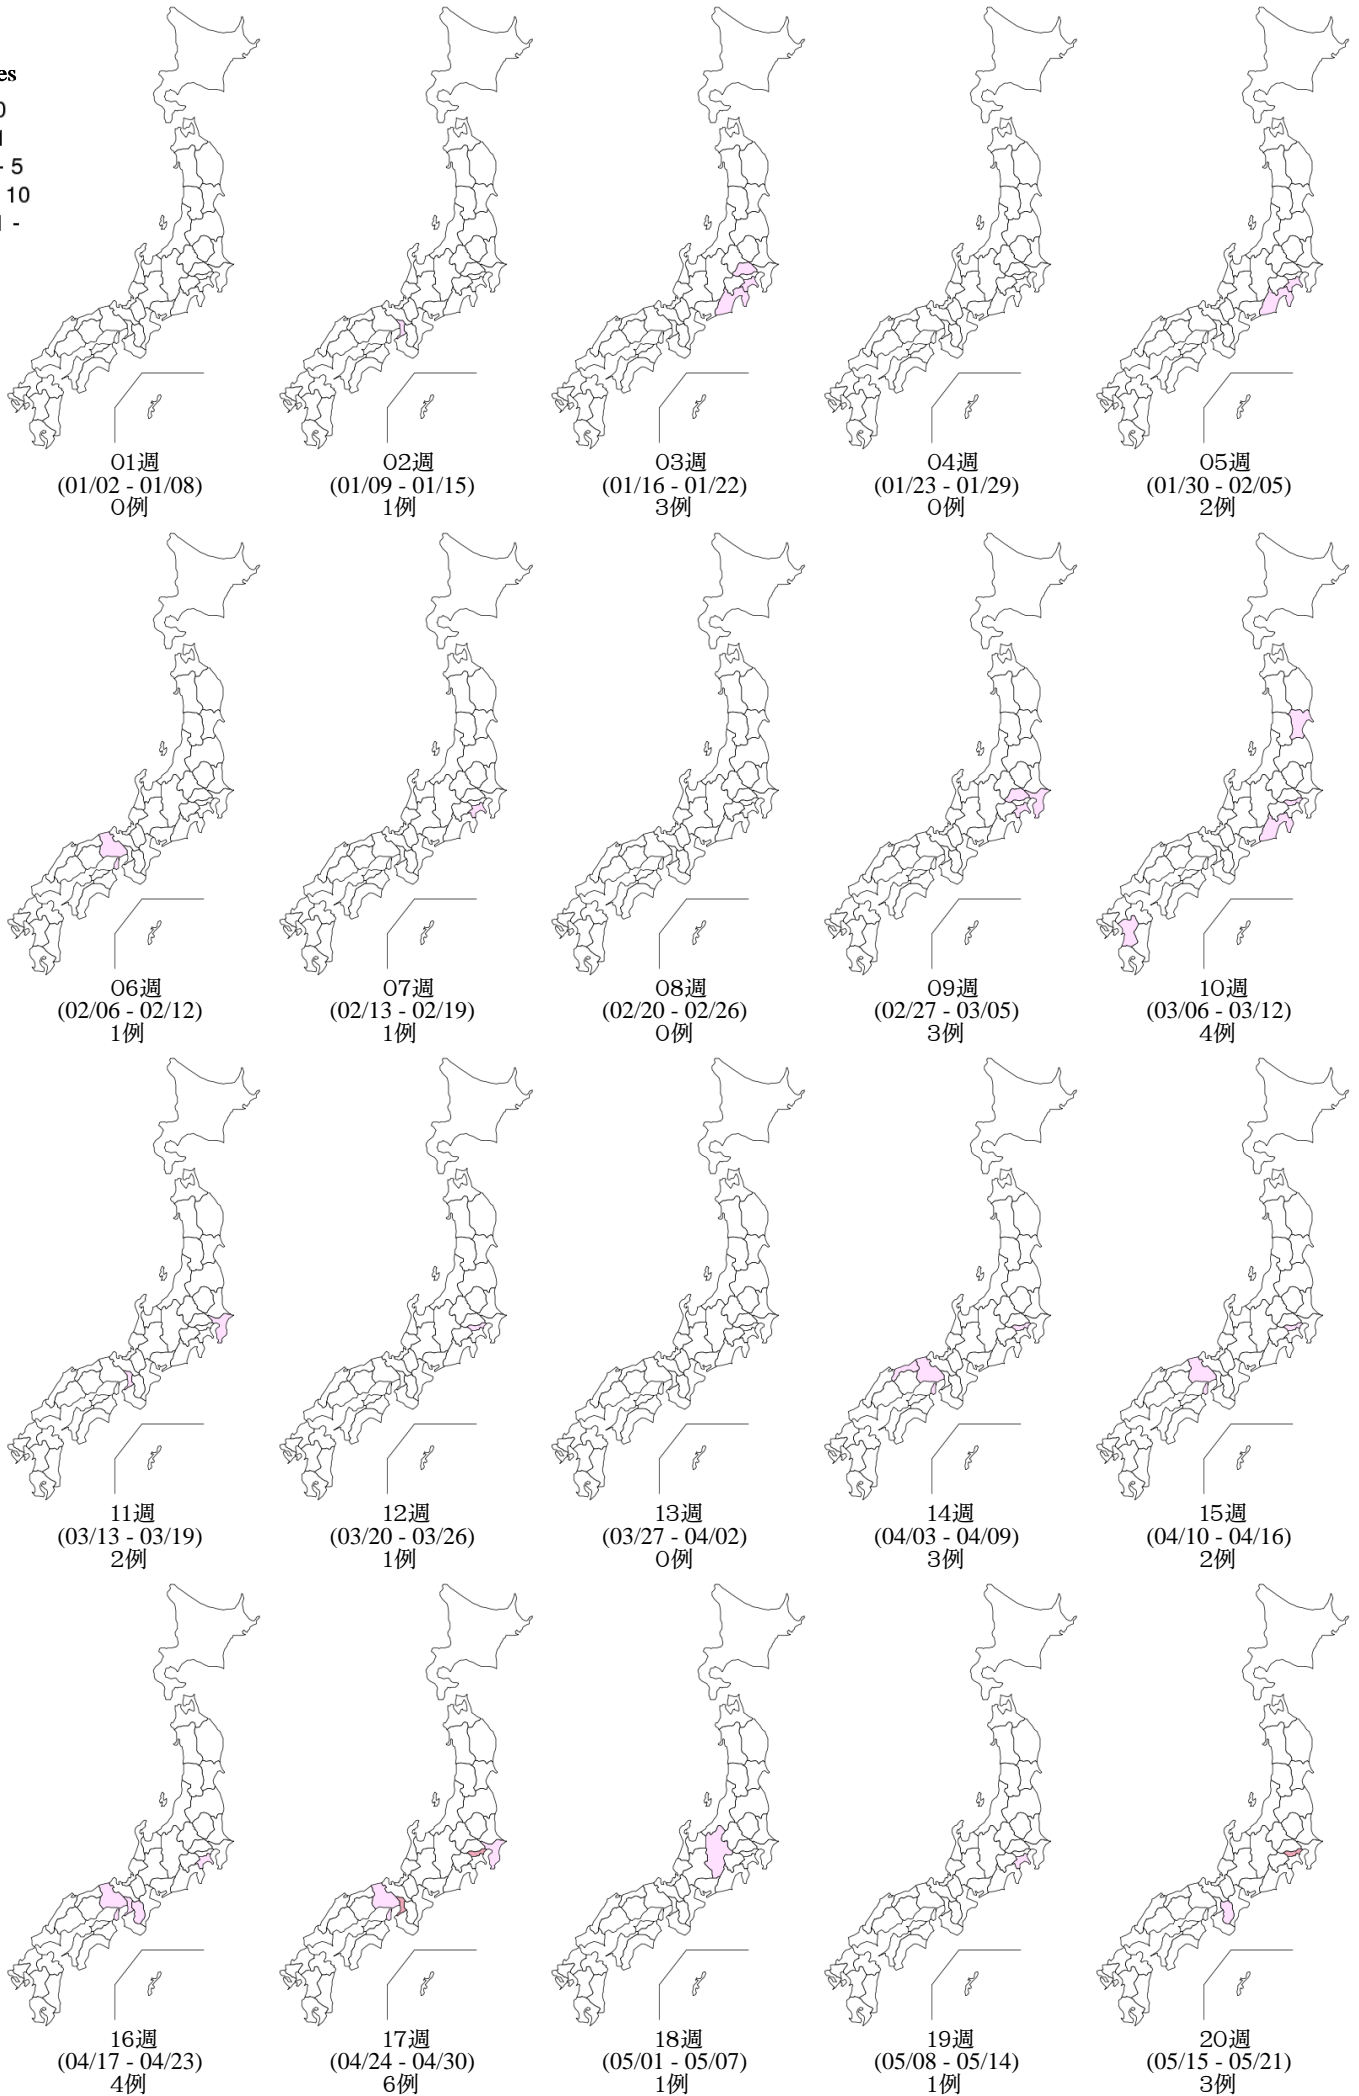 es
0
1
- 5
10
1 -
01週
(01/02 - 01/08)
0例
02週
(01/09 - 01/15)
1例
03週
(01/16 - 01/22)
3例
04週
(01/23 - 01/29)
0例
05週
(01/30 - 02/05)
2例
06週
(02/06 - 02/12)
1例
07週
(02/13 - 02/19)
1例
08週
(02/20 - 02/26)
0例
09週
(02/27 - 03/05)
3例
10週
(03/06 - 03/12)
4例
11週
(03/13 - 03/19)
2例
12週
(03/20 - 03/26)
1例
13週
(03/27 - 04/02)
0例
14週
(04/03 - 04/09)
3例
15週
(04/10 - 04/16)
2例
16週
(04/17 - 04/23)
4例
17週
(04/24 - 04/30)
6例
18週
(05/01 - 05/07)
1例
19週
(05/08 - 05/14)
1例
20週
(05/15 - 05/21)
3例